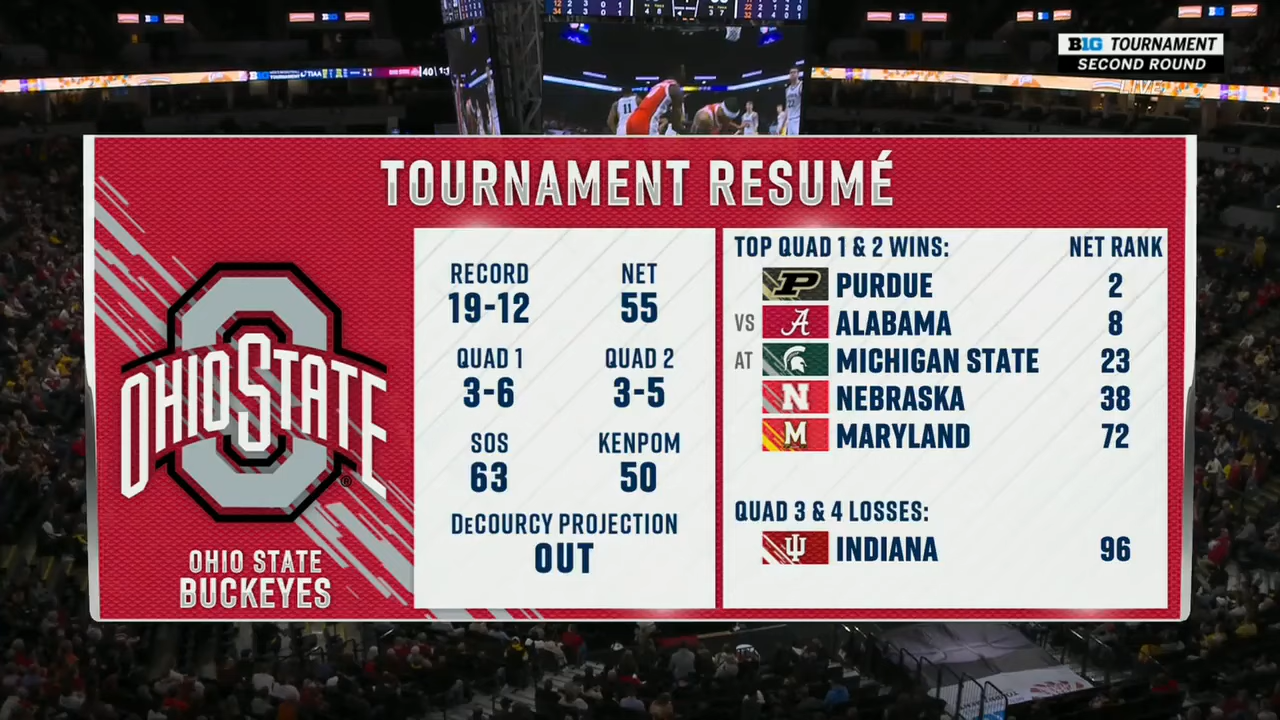 B1G TOURNAMENT
SECOND ROUND
LIVE
TOURNAMENT RESUMÉ
OHIO STATE
OHIO STATE
BUCKEYES
RECORD NET
19-12 55
QUAD 1 QUAD 2
3-6 3-5
SOS KENPOM
63 50
DeCOURCY PROJECTION
OUT
TOP QUAD 1 & 2 WINS: NET RANK
P PURDUE 2
VS A ALABAMA 8
AT MICHIGAN STATE 23
N NEBRASKA 38
M MARYLAND 72
QUAD 3 & 4 LOSSES:
IU INDIANA 96